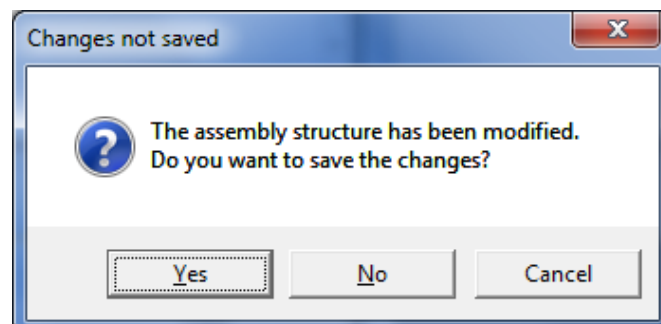 Changes not saved
The assembly structure has been modified.
Do you want to save the changes?
Yes
No
Cancel